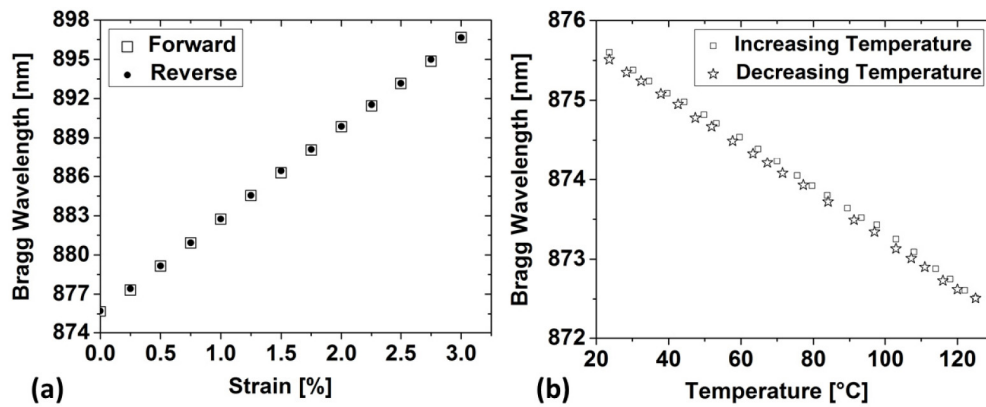 898
895
892
889
886
883
880
877
874
Bragg Wavelength [nm]
Forward
Reverse
0.0 0.5 1.0 1.5 2.0 2.5 3.0
Strain [%]
(a)
876
875
874
873
872
Bragg Wavelength [nm]
Increasing Temperature
Decreasing Temperature
20 40 60 80 100 120
Temperature [°C]
(b)